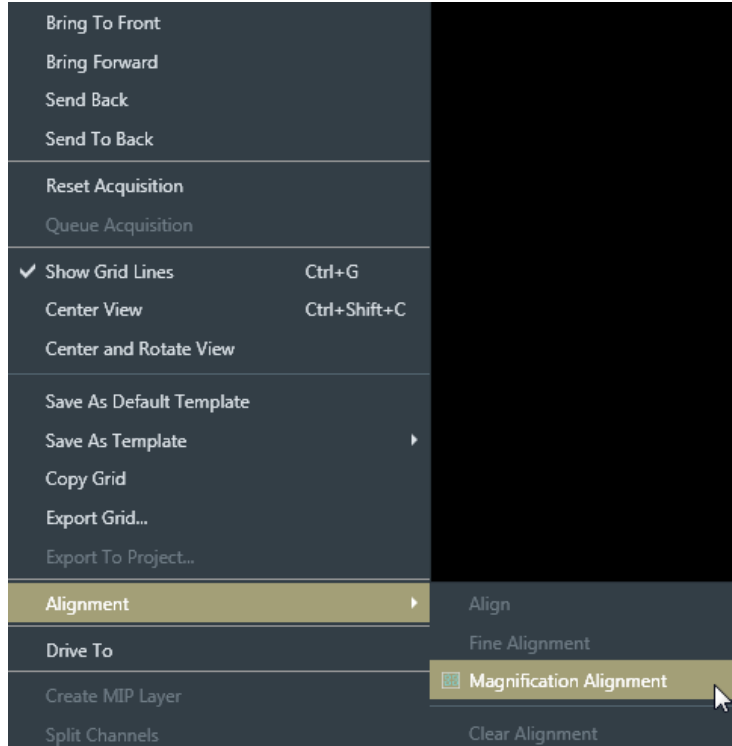 Bring To Front
Bring Forward
Send Back
Send To Back
Reset Acquisition
Queue Acquisition
Show Grid Lines Ctrl+G
Center View Ctrl+Shift+C
Center and Rotate View
Save As Default Template
Save As Template
Copy Grid
Export Grid...
Export To Project...
Alignment
Drive To
Create MIP Layer
Split Channels
Align
Fine Alignment
Magnification Alignment
Clear Alignment